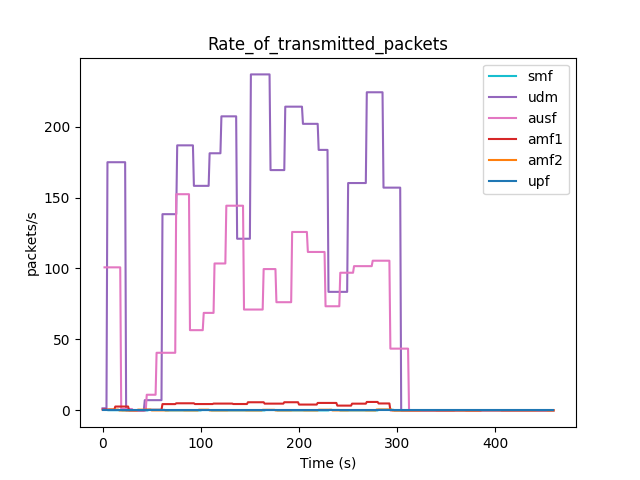 Rate_of_transmitted_packets
smf
udm
ausf
amf1
amf2
upf
packets/s
200
150
100
50
0
0 100 200 300 400
Time (s)